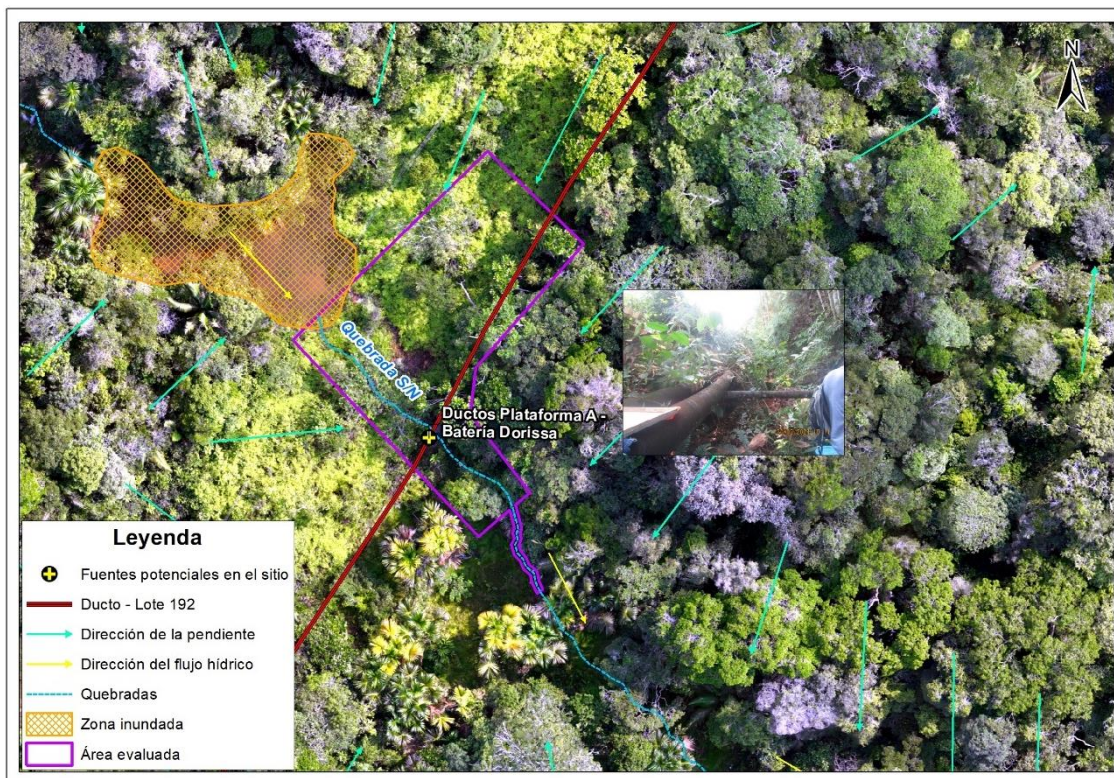 N
Quebrada S/N
Ductos Plataforma A -
Batería Dorissa
Leyenda
Fuentes potenciales en el sitio
Ducto - Lote 192
Dirección de la pendiente
Dirección del flujo hídrico
Quebradas
Zona inundada
Área evaluada